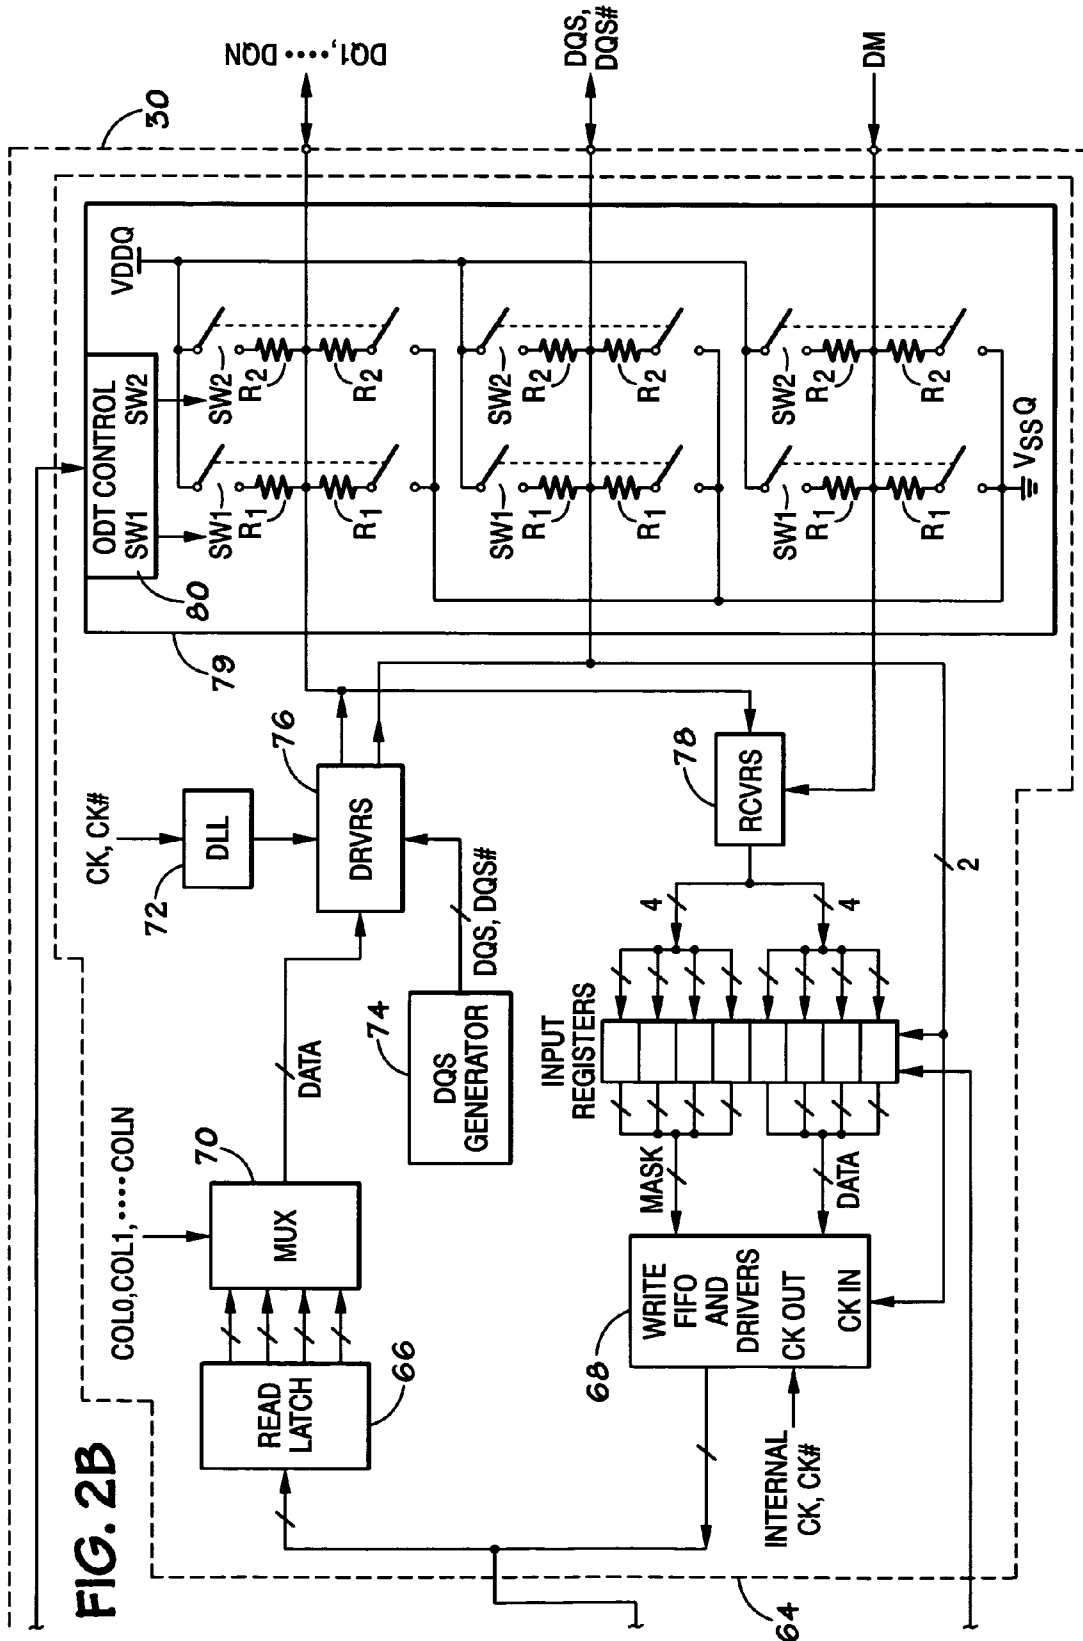 FIG. 2B
30
64
COL0,COL1,····COLN
READ
LATCH
66
MUX
70
DATA
CK, CK#
DLL
72
DRVRS
76
DQS
GENERATOR
74
DQS, DQS#
ODT CONTROL
SW1 SW2
80
79
VDDQ
SW1
SW2
R1
R2
R1
R2
DQ1,····DQN
SW1
SW2
R1
R2
R1
R2
DQS,
DQS#
SW1
SW2
R1
R2
R1
R2
DM
VSSQ
RCVRS
78
4
4
2
INPUT
REGISTERS
MASK
DATA
WRITE
FIFO
AND
DRIVERS
CK OUT
CK IN
68
INTERNAL
CK, CK#